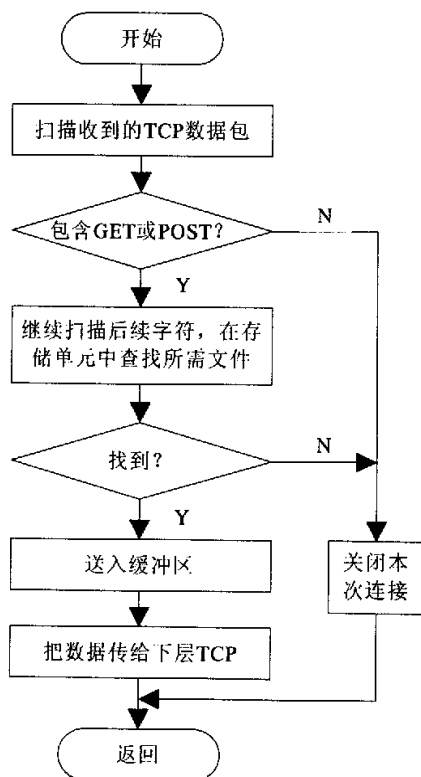 开始
扫描收到的TCP数据包
包含GET或POST?
N
Y
继续扫描后续字符，在存
储单元中查找所需文件
找到?
N
Y
送入缓冲区
关闭本
次连接
把数据传给下层TCP
返回